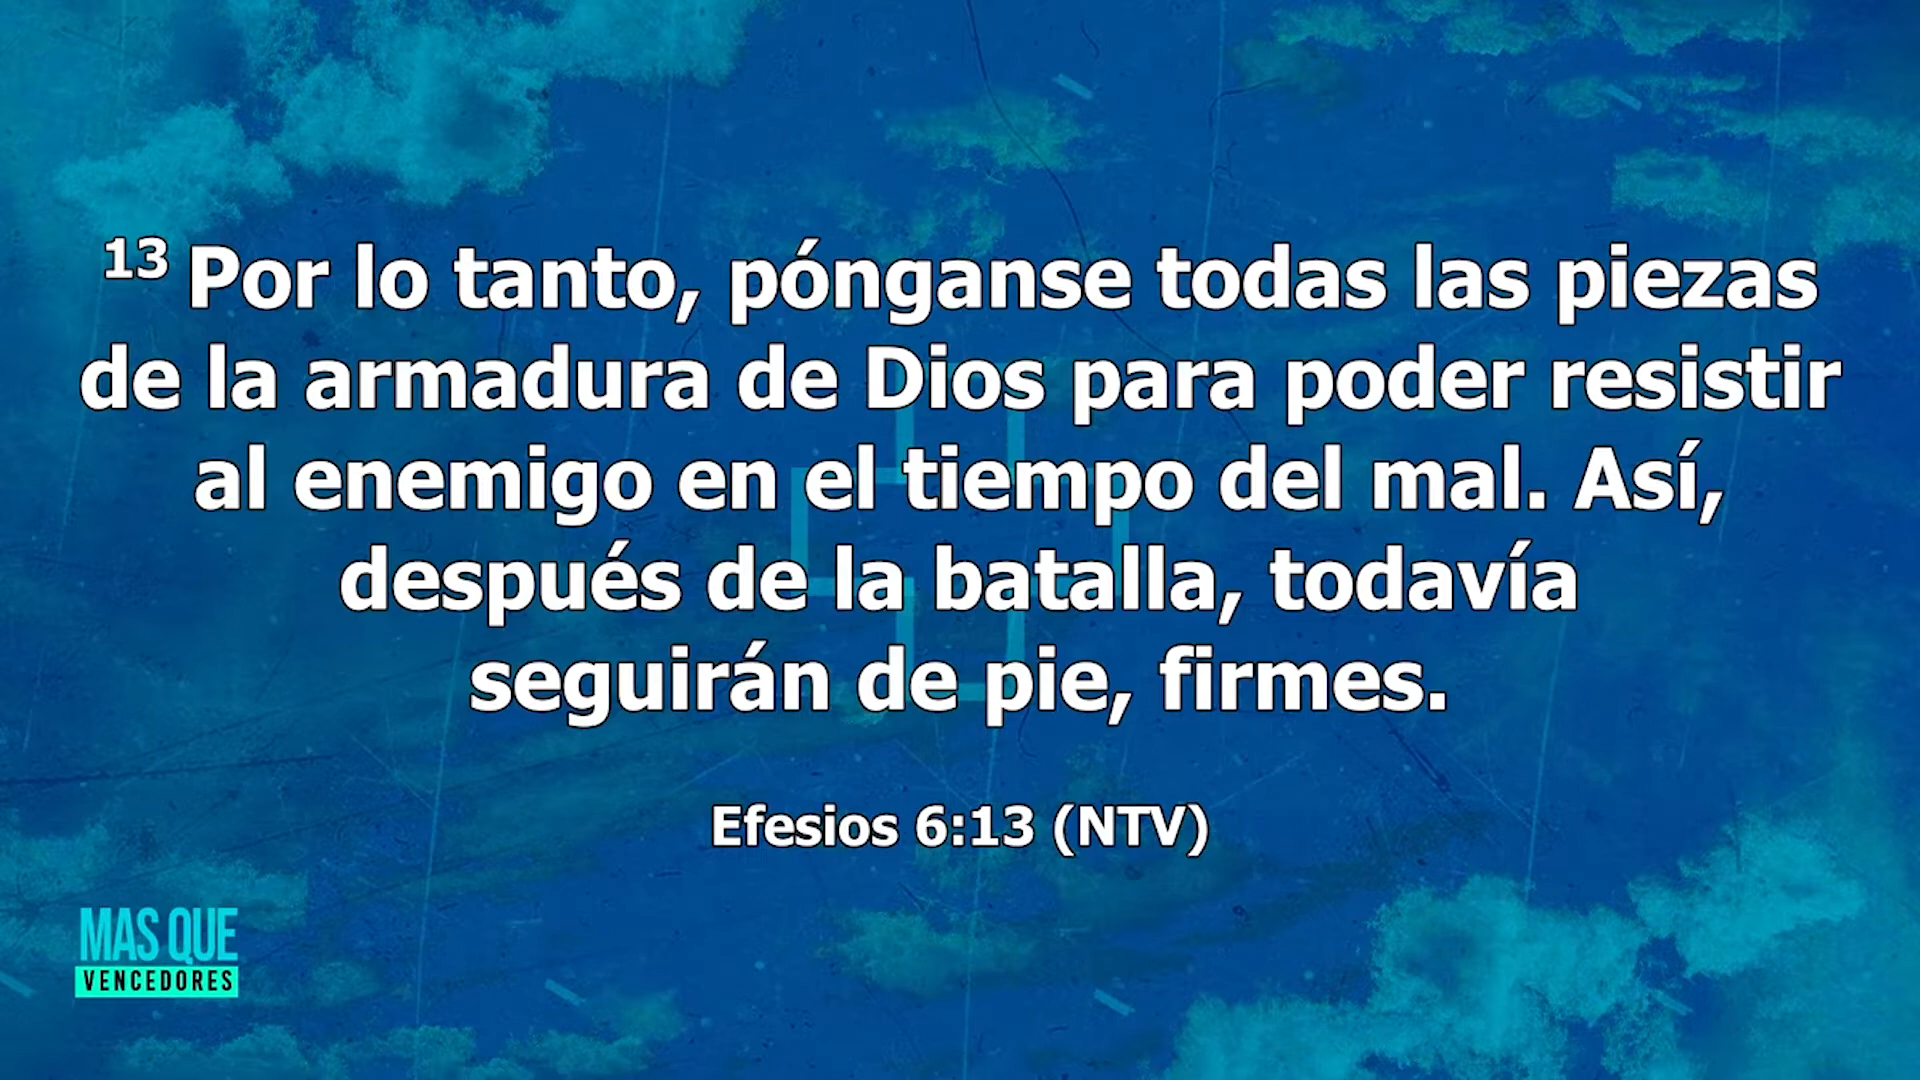 13 Por lo tanto, pónganse todas las piezas
de la armadura de Dios para poder resistir
al enemigo en el tiempo del mal. Así,
después de la batalla, todavía
seguirán de pie, firmes.
Efesios 6:13 (NTV)
MAS QUE
VENCEDORES